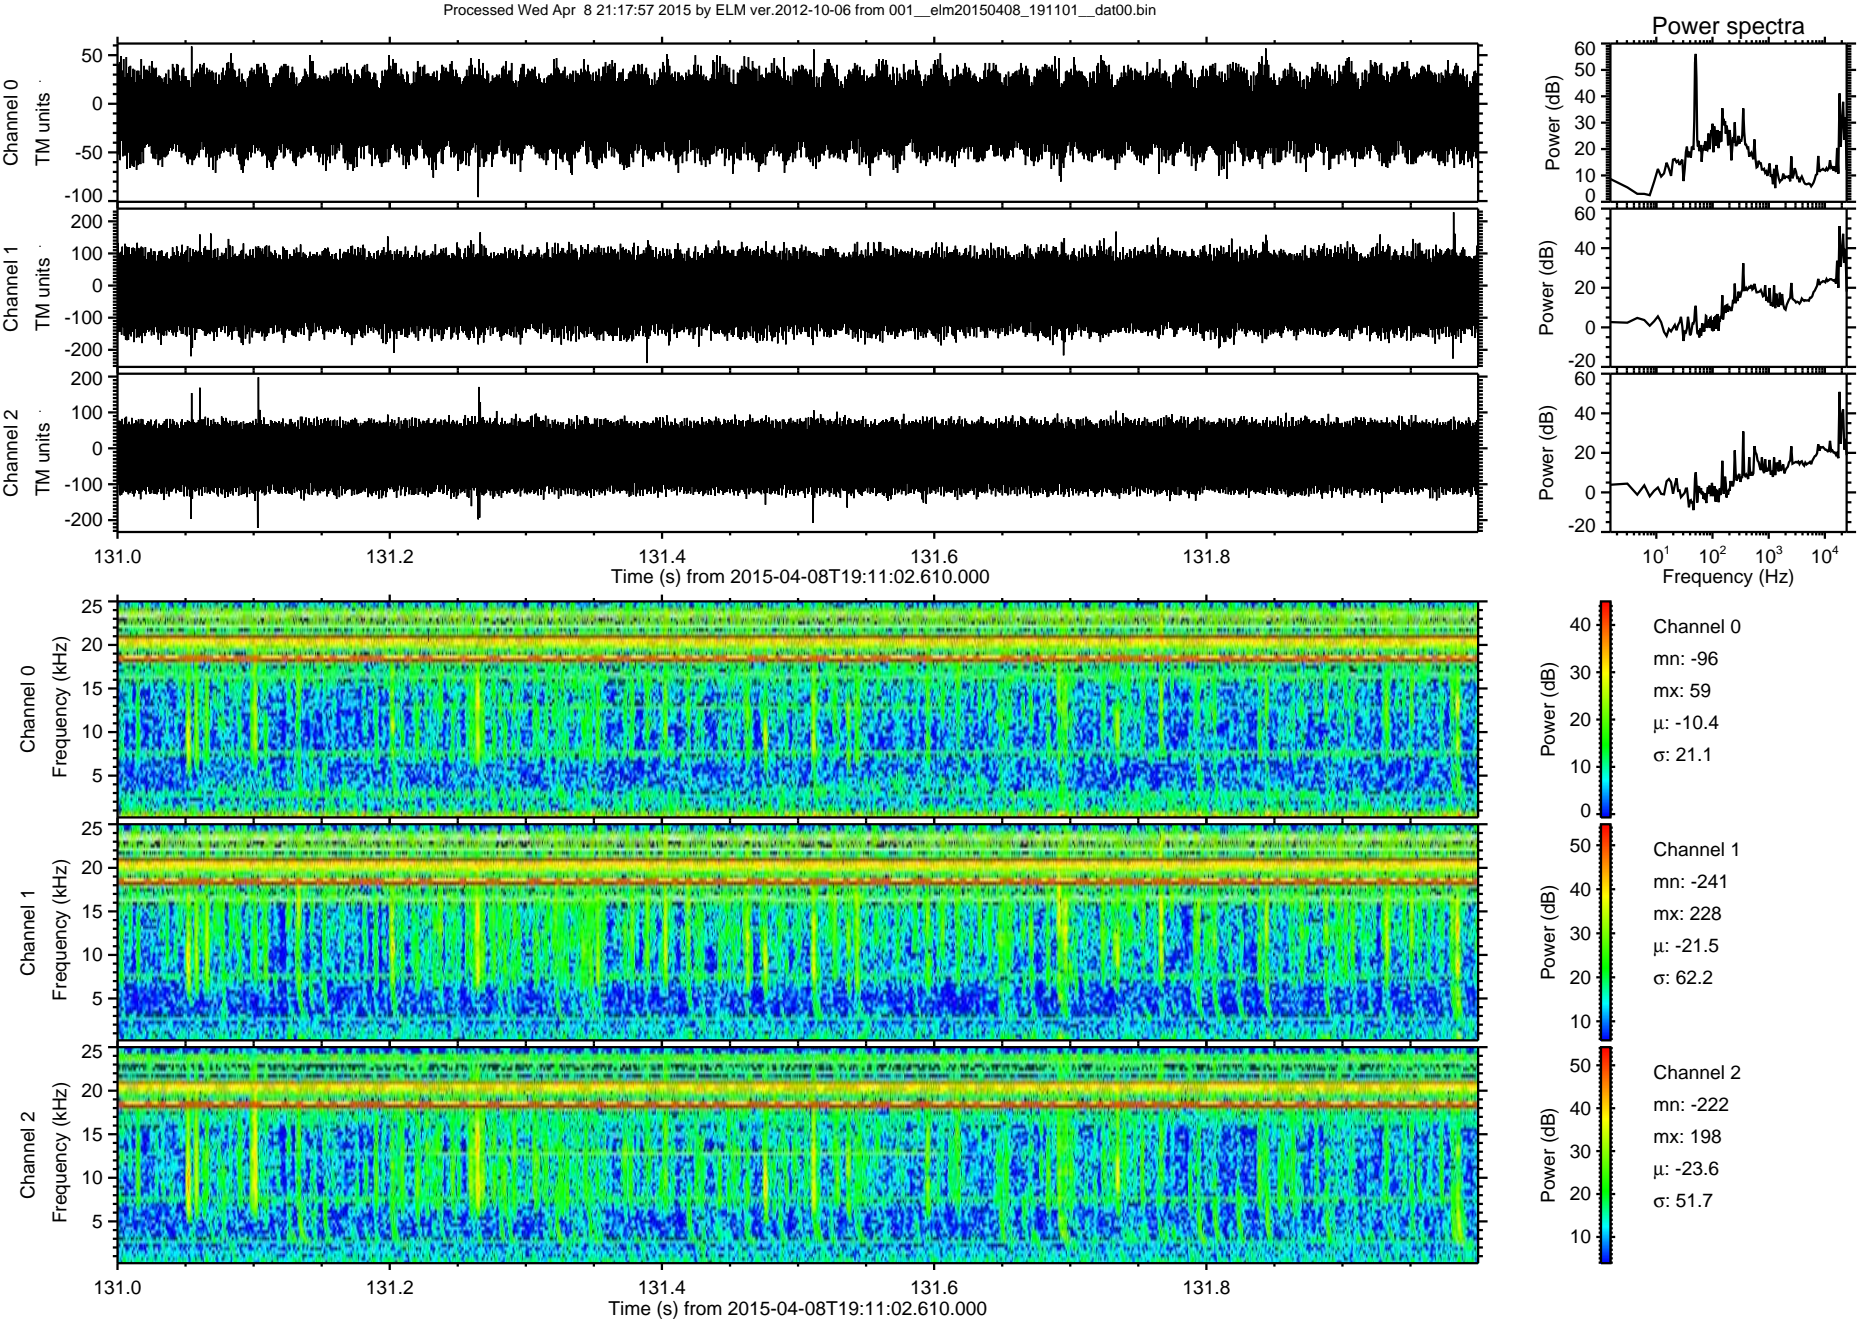 Processed Wed Apr  8 21:17:57 2015 by ELM ver.2012-10-06 from 001__elm20150408_191101__dat00.bin
Power spectra
Channel 0
TM units
50
0
-50
-100
Power (dB)
60
50
40
30
20
10
0
Channel 1
TM units
200
100
0
-100
-200
Power (dB)
60
40
20
0
-20
Channel 2
TM units
200
100
0
-100
-200
Power (dB)
60
40
20
0
-20
131.0 131.2 131.4 131.6 131.8
Time (s) from 2015-04-08T19:11:02.610.000
10¹ 10² 10³ 10⁴
Frequency (Hz)
Channel 0
Frequency (kHz)
25
20
15
10
5
Power (dB)
40
30
20
10
0
Channel 0
mn: -96
mx: 59
μ: -10.4
σ: 21.1
Channel 1
Frequency (kHz)
25
20
15
10
5
Power (dB)
50
40
30
20
10
Channel 1
mn: -241
mx: 228
μ: -21.5
σ: 62.2
Channel 2
Frequency (kHz)
25
20
15
10
5
Power (dB)
50
40
30
20
10
Channel 2
mn: -222
mx: 198
μ: -23.6
σ: 51.7
131.0 131.2 131.4 131.6 131.8
Time (s) from 2015-04-08T19:11:02.610.000